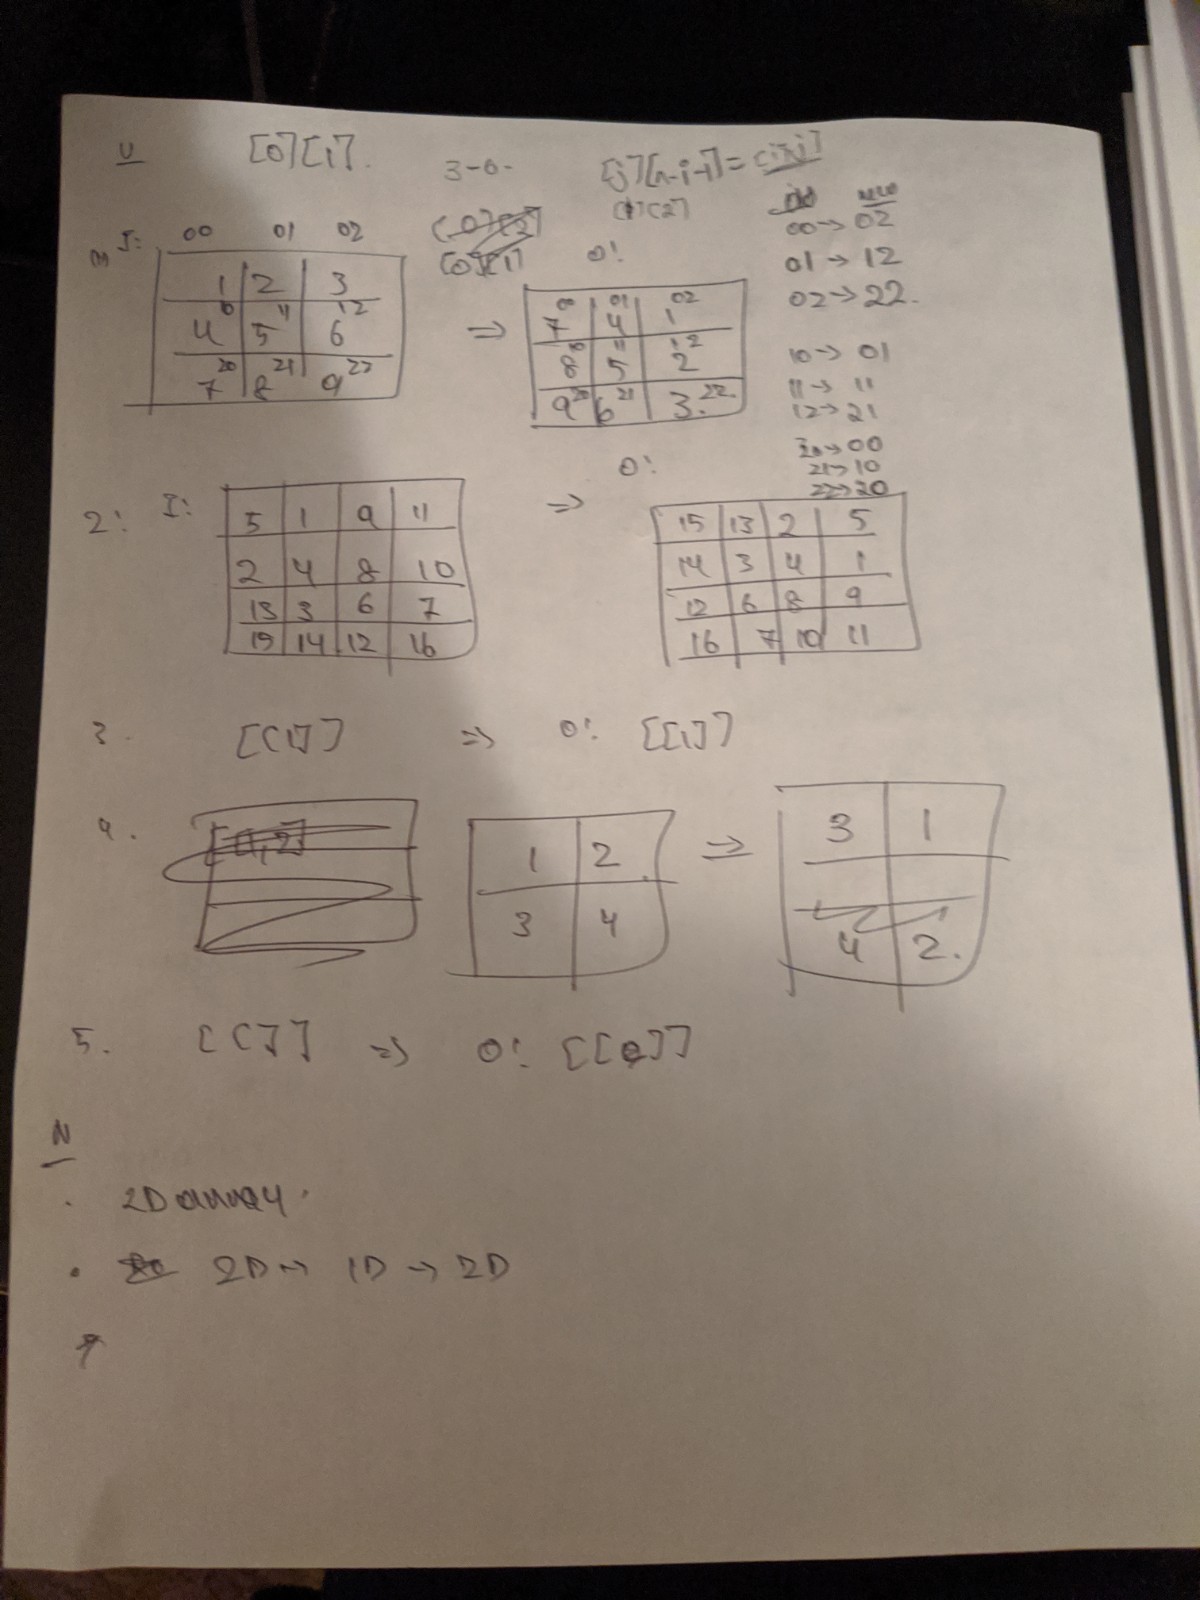 U
[0][1].
3-0-
[j][n-i-1] = [i][j]
[1][2]
old new
00 → 02
01 → 12
02 → 22.
10 → 01
11 → 11
12 → 21
20 → 00
21 → 10
22 → 20
1) I: 00 01 02
[0][2]
[0][1]
O:
1 2 3
4 10 5 11 6 12
7 20 8 21 9 22
⇒
7 00 4 01 1 02
8 10 5 11 2 12
9 20 6 21 3. 22.
2: I:
5 1 9 11
2 4 8 10
13 3 6 7
15 14 12 16
⇒ O:
15 13 2 5
14 3 4 1
12 6 8 9
16 7 10 11
3. [[1]] ⇒ O: [[1]]
4.
1 2
3 4
⇒
3 1
4 2.
5. [[]] ⇒ O: [[]]
N
. 2D array.
• 2D → 1D → 2D